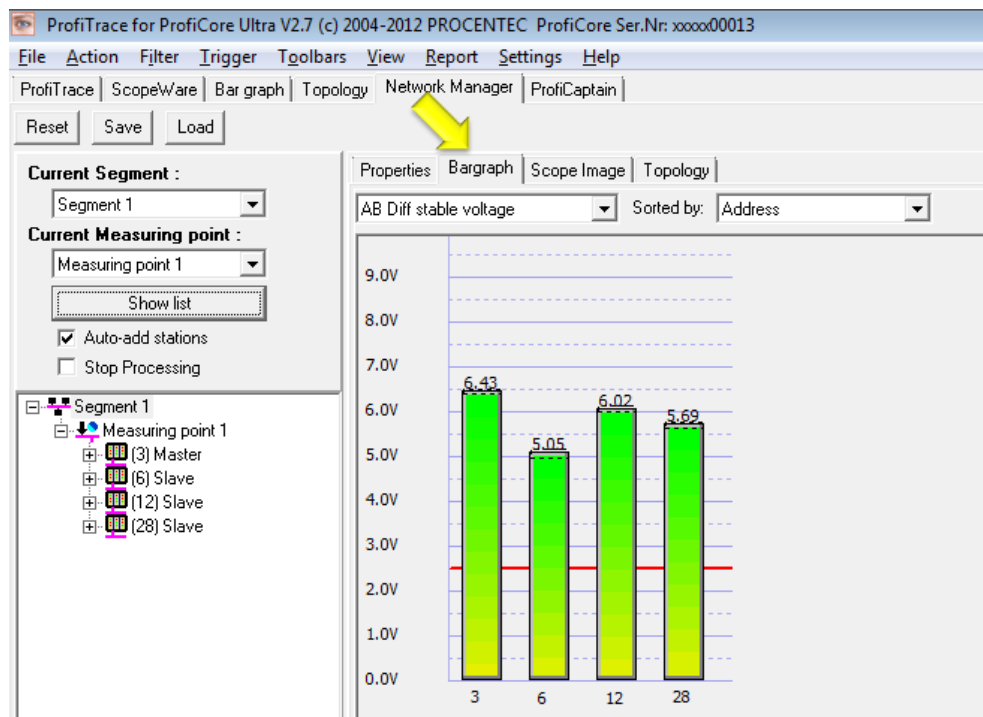 ProfiTrace for ProfiCore Ultra V2.7 (c) 2004-2012 PROCENTEC ProfiCore Ser.Nr: xxxxx00013
File Action Filter Trigger Toolbars View Report Settings Help
ProfiTrace ScopeWare Bar graph Topology Network Manager ProfiCaptain
Reset Save Load
Current Segment :
Segment 1
Current Measuring point :
Measuring point 1
Show list
Auto-add stations
Stop Processing
Segment 1
Measuring point 1
(3) Master
(6) Slave
(12) Slave
(28) Slave
Properties Bargraph Scope Image Topology
AB Diff stable voltage Sorted by: Address
9.0V
8.0V
7.0V
6.0V
5.0V
4.0V
3.0V
2.0V
1.0V
0.0V
6.43 5.05 6.02 5.69
3 6 12 28